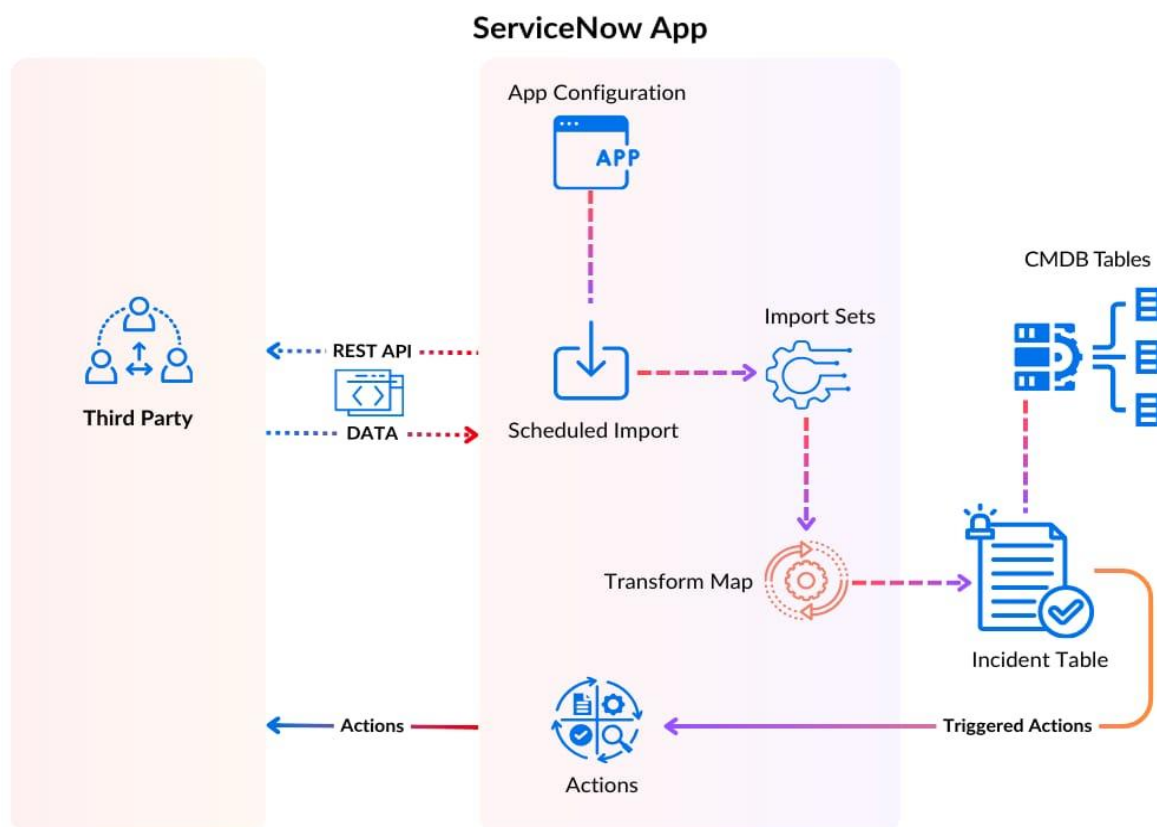 ServiceNow App
App Configuration
APP
CMDB Tables
Import Sets
REST API
Third Party
DATA
Scheduled Import
Transform Map
Incident Table
Actions
Triggered Actions
Actions